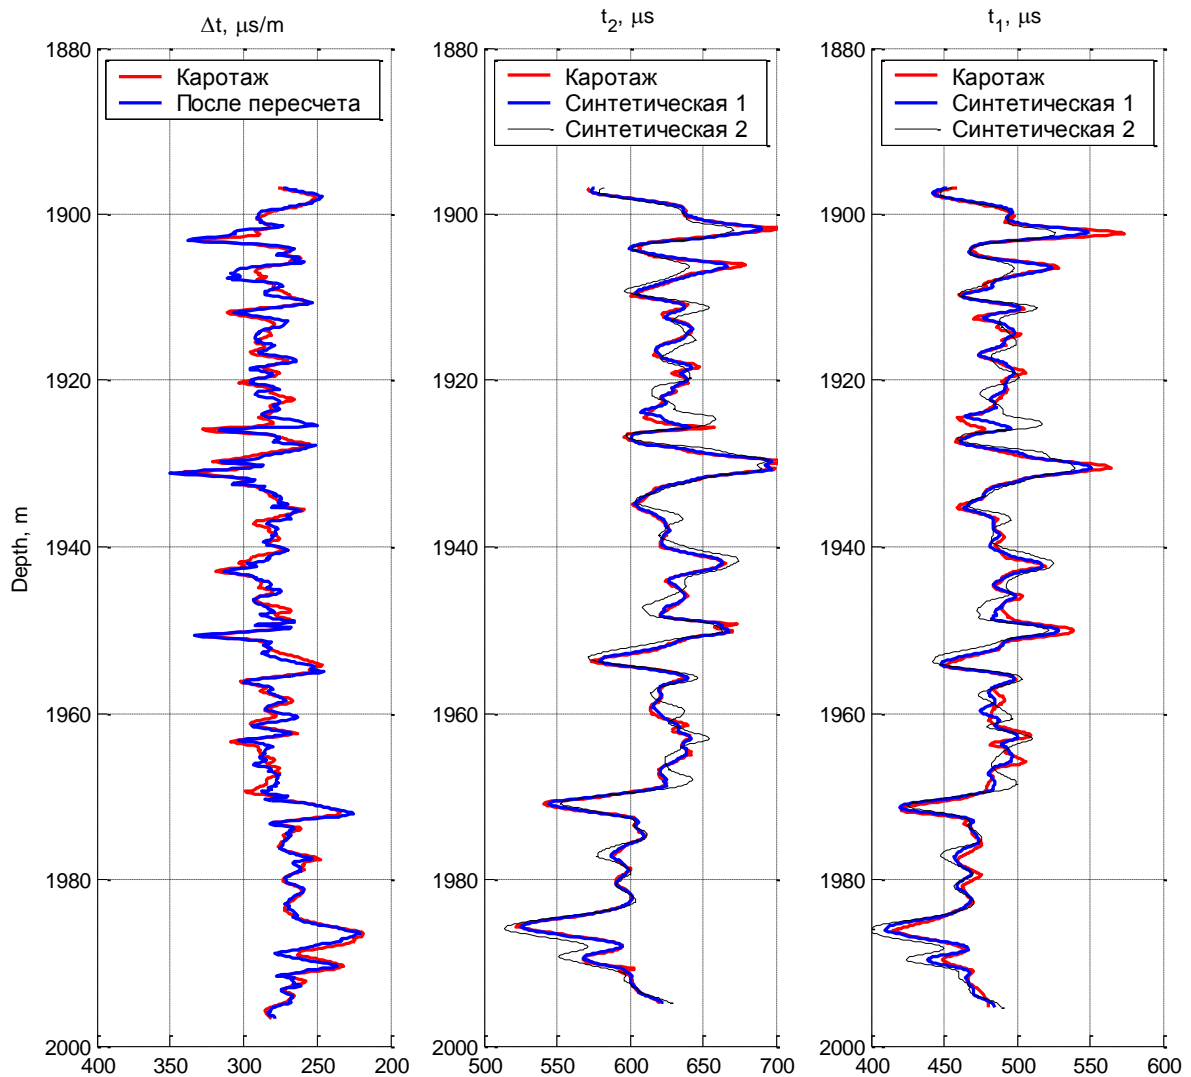 Δt, μs/m
t2, μs
t1, μs
Каротаж
После пересчета
Каротаж
Синтетическая 1
Синтетическая 2
Каротаж
Синтетическая 1
Синтетическая 2
Depth, m
1880
1900
1920
1940
1960
1980
2000
400 350 300 250 200
1880
1900
1920
1940
1960
1980
2000
500 550 600 650 700
1880
1900
1920
1940
1960
1980
2000
400 450 500 550 600